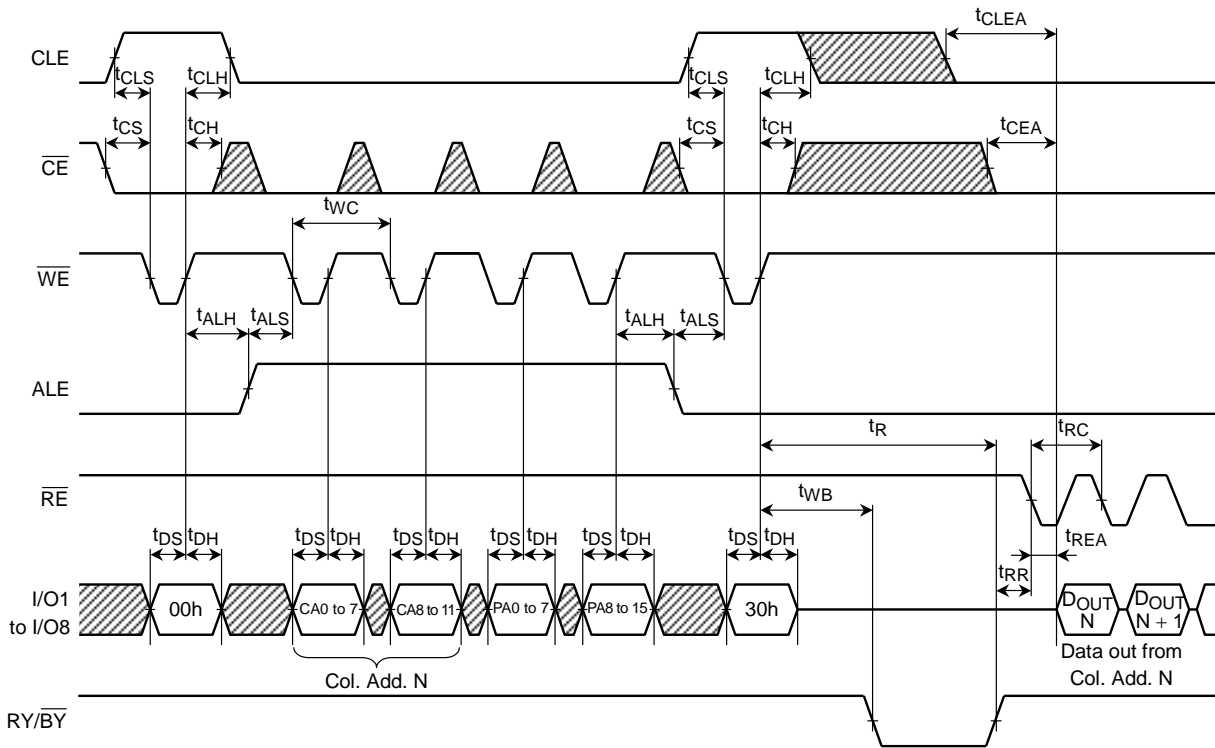 CLE
tCLS
tCLH
tCLS
tCLH
tCLEA
CE
tCS
tCH
tCS
tCH
tCEA
WE
tWC
tALH
tALS
tALH
tALS
ALE
tR
tRC
RE
tWB
tDS
tDH
tDS
tDH
tDS
tDH
tDS
tDH
tDS
tDH
tDS
tDH
tREA
tRR
I/O1
to I/O8
00h
CA0 to 7
CA8 to 11
PA0 to 7
PA8 to 15
30h
DOUT
N
DOUT
N + 1
Col. Add. N
Data out from
Col. Add. N
RY/BY